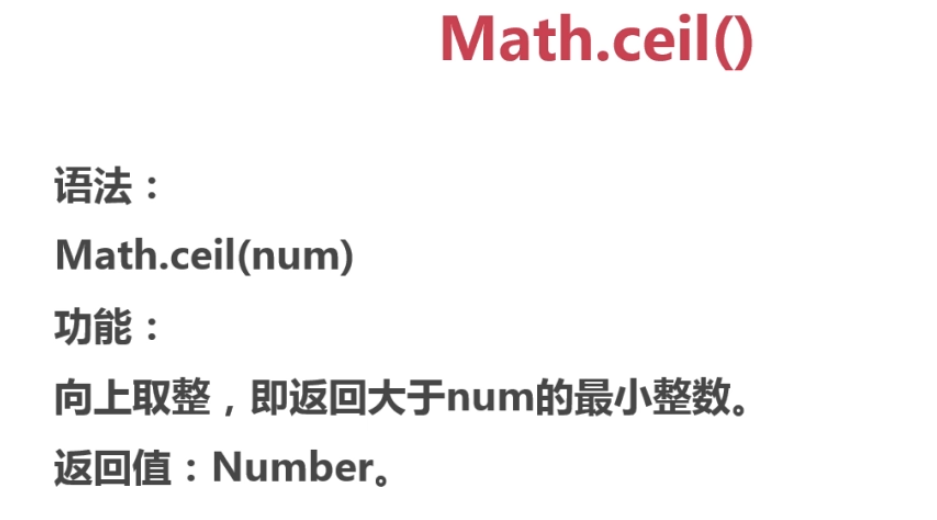 Math.ceil()
语法：
Math.ceil(num)
功能：
向上取整，即返回大于num的最小整数。
返回值：Number。